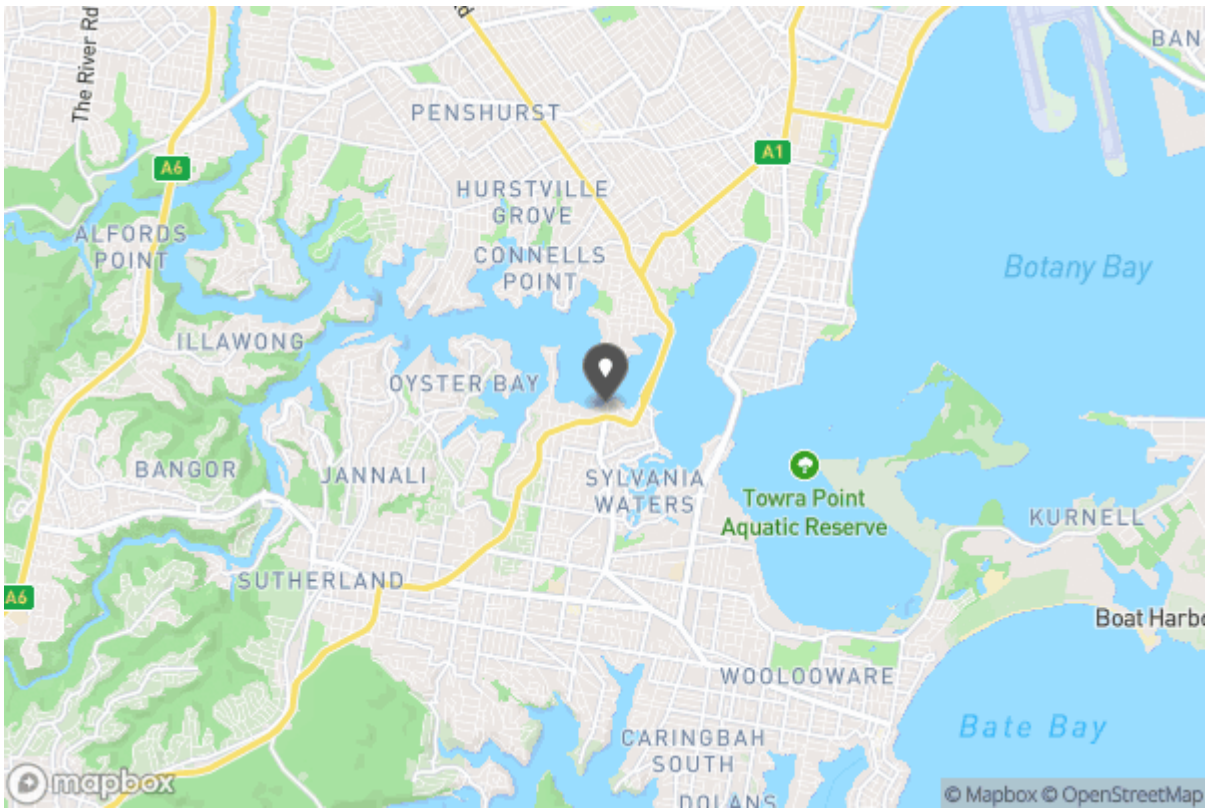 The River Rd
Rd
BAN
PENSHURST
A1
A6
HURSTVILLE
GROVE
ALFORDS
POINT
CONNELLS
POINT
Botany Bay
ILLAWONG
OYSTER BAY
BANGOR
JANNALI
SYLVANIA
WATERS
Towra Point
Aquatic Reserve
KURNELL
SUTHERLAND
A6
Boat Harbo
WOOLOOWARE
Bate Bay
CARINGBAH
SOUTH
DOLANS
mapbox
© Mapbox © OpenStreetMap